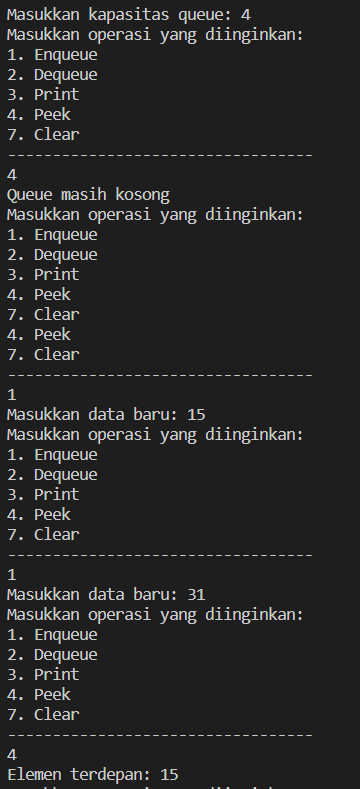 Masukkan kapasitas queue: 4
Masukkan operasi yang diinginkan:
1. Enqueue
2. Dequeue
3. Print
4. Peek
7. Clear
----------------------------------
4
Queue masih kosong
Masukkan operasi yang diinginkan:
1. Enqueue
2. Dequeue
3. Print
4. Peek
7. Clear
4. Peek
7. Clear
----------------------------------
1
Masukkan data baru: 15
Masukkan operasi yang diinginkan:
1. Enqueue
2. Dequeue
3. Print
4. Peek
7. Clear
----------------------------------
1
Masukkan data baru: 31
Masukkan operasi yang diinginkan:
1. Enqueue
2. Dequeue
3. Print
4. Peek
7. Clear
----------------------------------
4
Elemen terdepan: 15